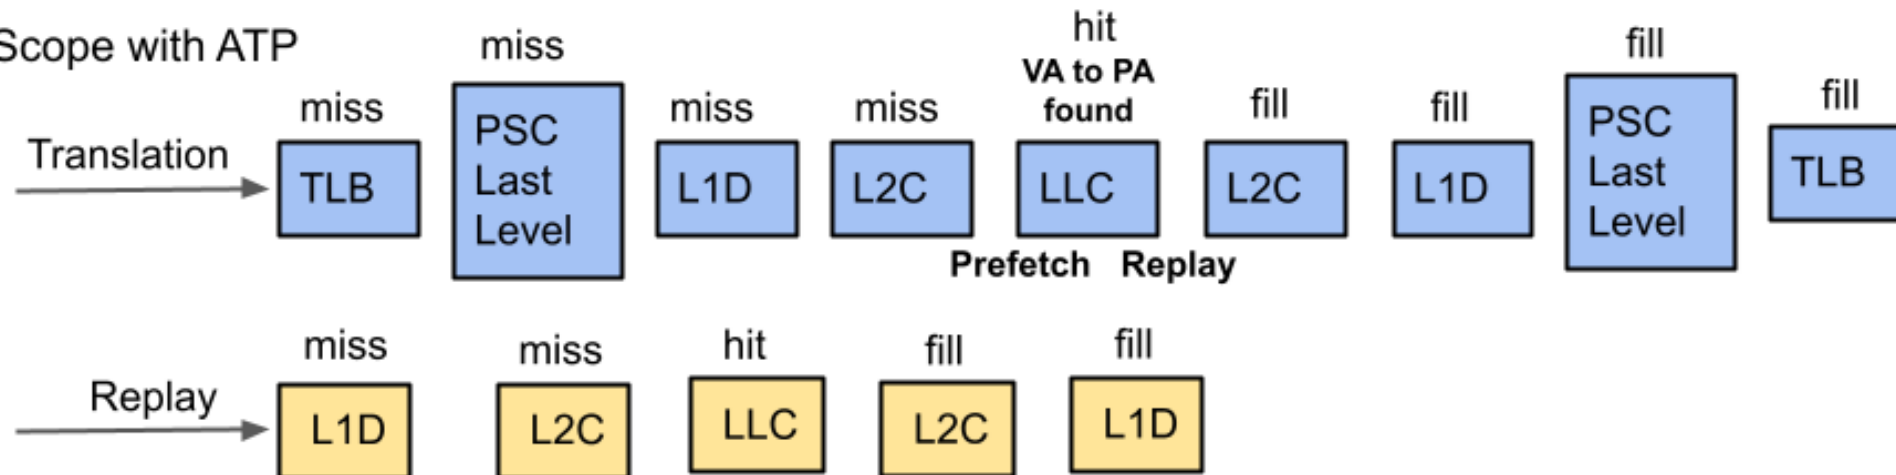 Scope with ATP
Translation
miss
TLB
miss
PSC
Last
Level
miss
L1D
miss
L2C
hit
VA to PA
found
LLC
Prefetch Replay
fill
L2C
fill
L1D
fill
PSC
Last
Level
fill
TLB
Replay
miss
L1D
miss
L2C
hit
LLC
fill
L2C
fill
L1D